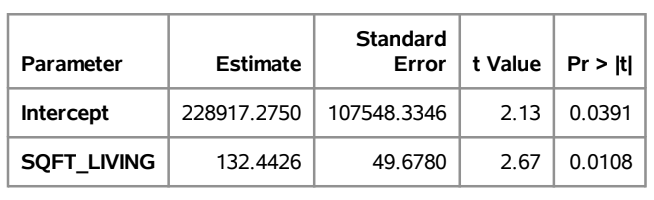 Parameter Estimate Standard Error t Value Pr > |t|
Intercept 228917.2750 107548.3346 2.13 0.0391
SQFT_LIVING 132.4426 49.6780 2.67 0.0108